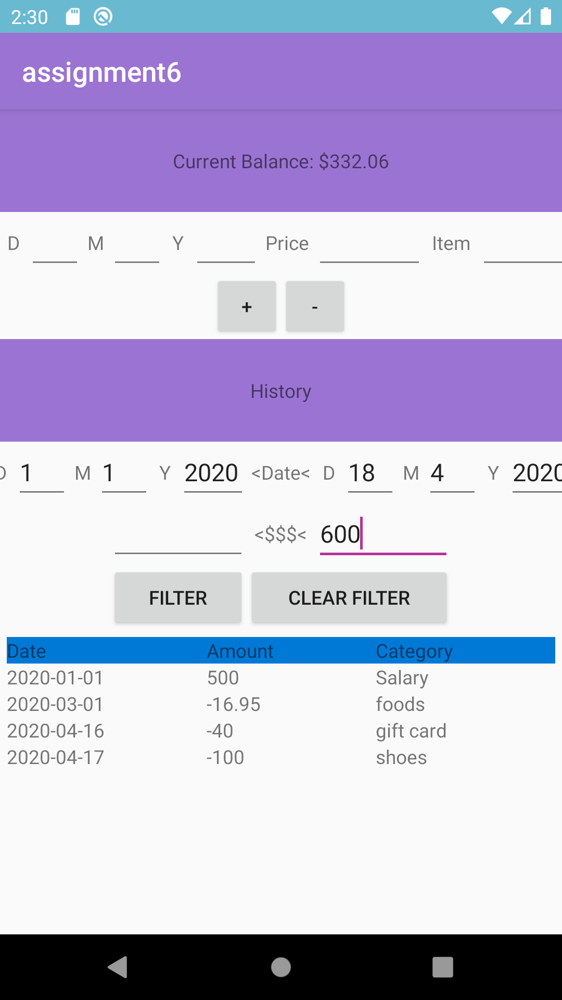 2:30
assignment6
Current Balance: $332.06
D M Y Price Item
+ -
History
D 1 M 1 Y 2020 <Date< D 18 M 4 Y 2020
<$$$< 600
FILTER CLEAR FILTER
Date Amount Category
2020-01-01 500 Salary
2020-03-01 -16.95 foods
2020-04-16 -40 gift card
2020-04-17 -100 shoes